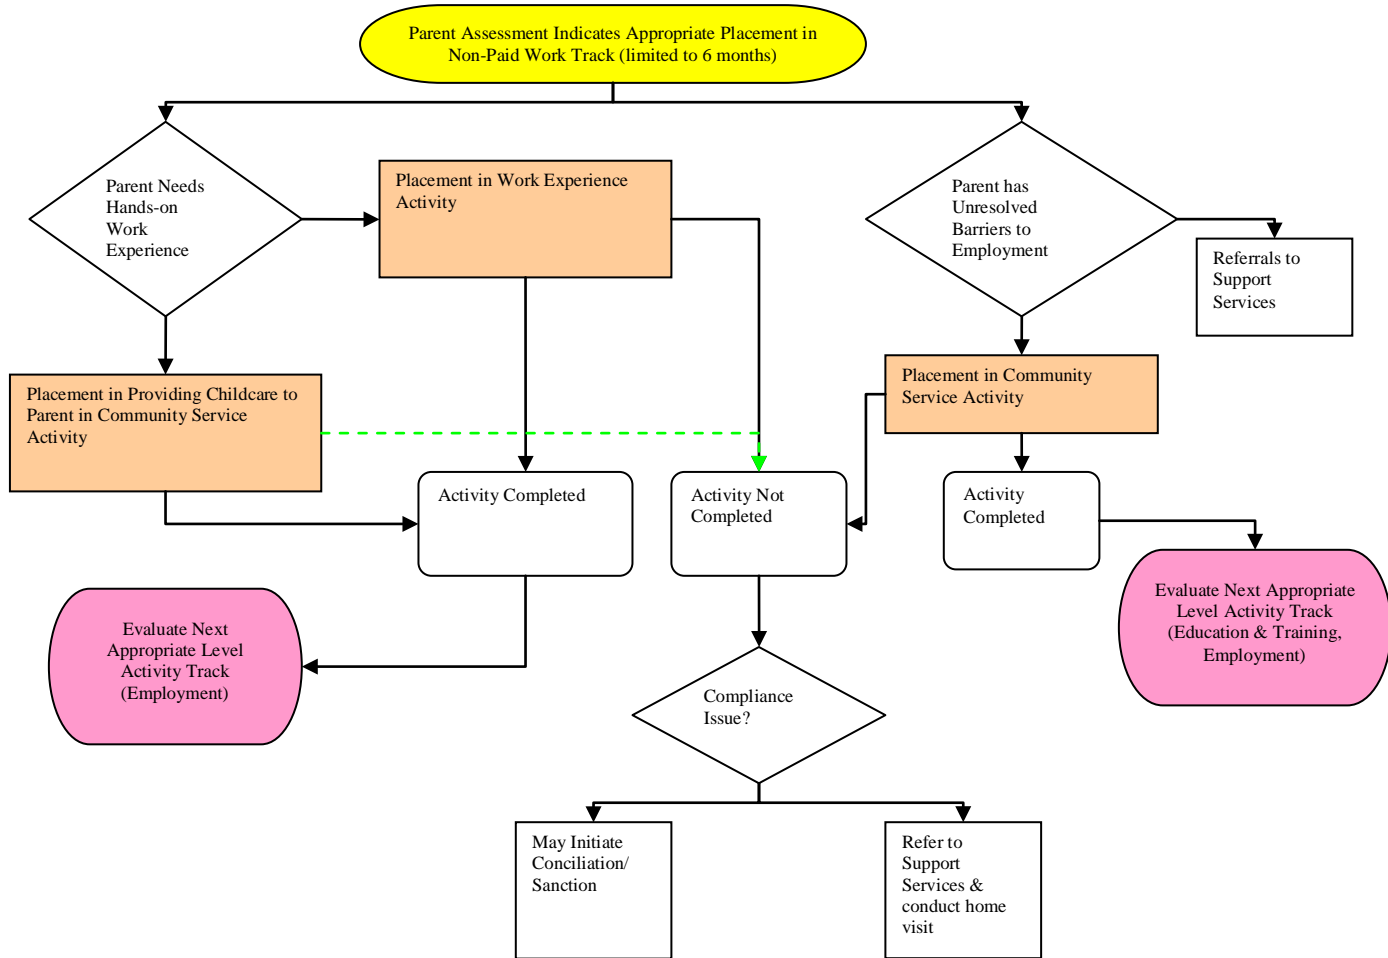 Parent Assessment Indicates Appropriate Placement in
Non-Paid Work Track (limited to 6 months)
Parent Needs
Hands-on
Work
Experience
Placement in Work Experience
Activity
Parent has
Unresolved
Barriers to
Employment
Referrals to
Support
Services
Placement in Providing Childcare to
Parent in Community Service
Activity
Placement in Community
Service Activity
Activity Completed
Activity Not
Completed
Activity
Completed
Evaluate Next
Appropriate Level
Activity Track
(Employment)
Evaluate Next Appropriate
Level Activity Track
(Education & Training,
Employment)
Compliance
Issue?
May Initiate
Conciliation/
Sanction
Refer to
Support
Services &
conduct home
visit